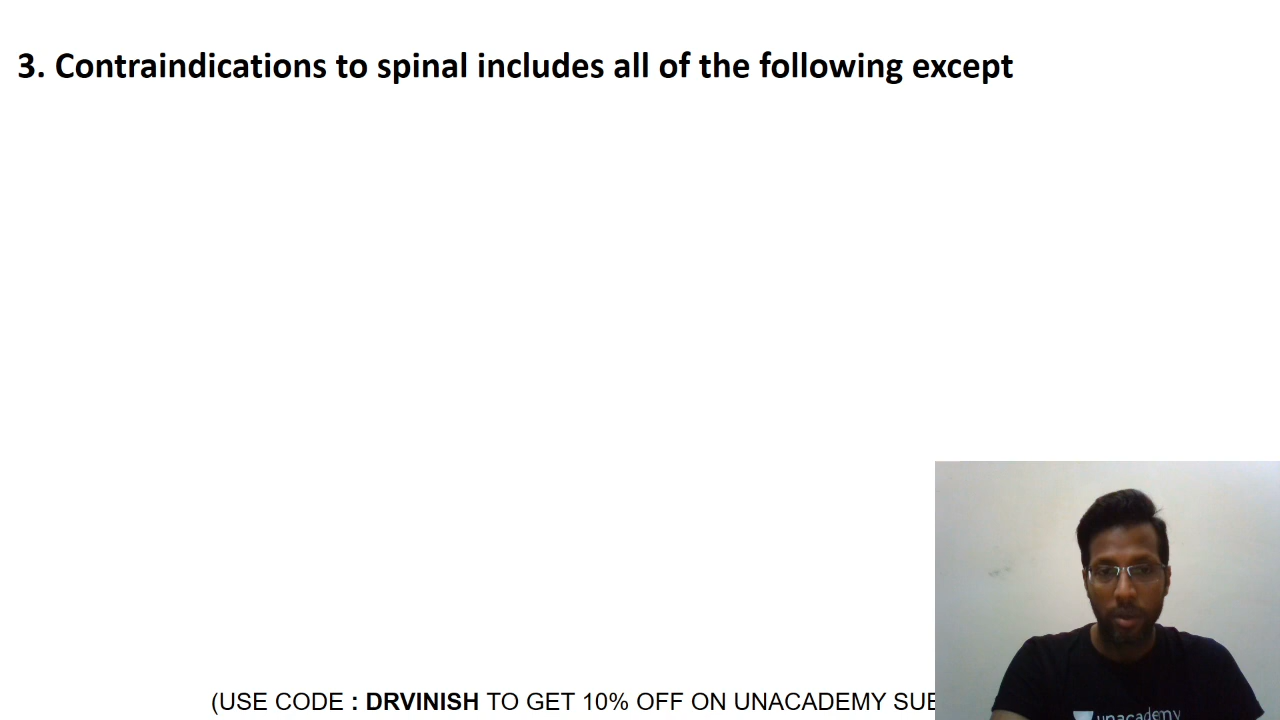 3. Contraindications to spinal includes all of the following except
(USE CODE : DRVINISH TO GET 10% OFF ON UNACADEMY
unacademy